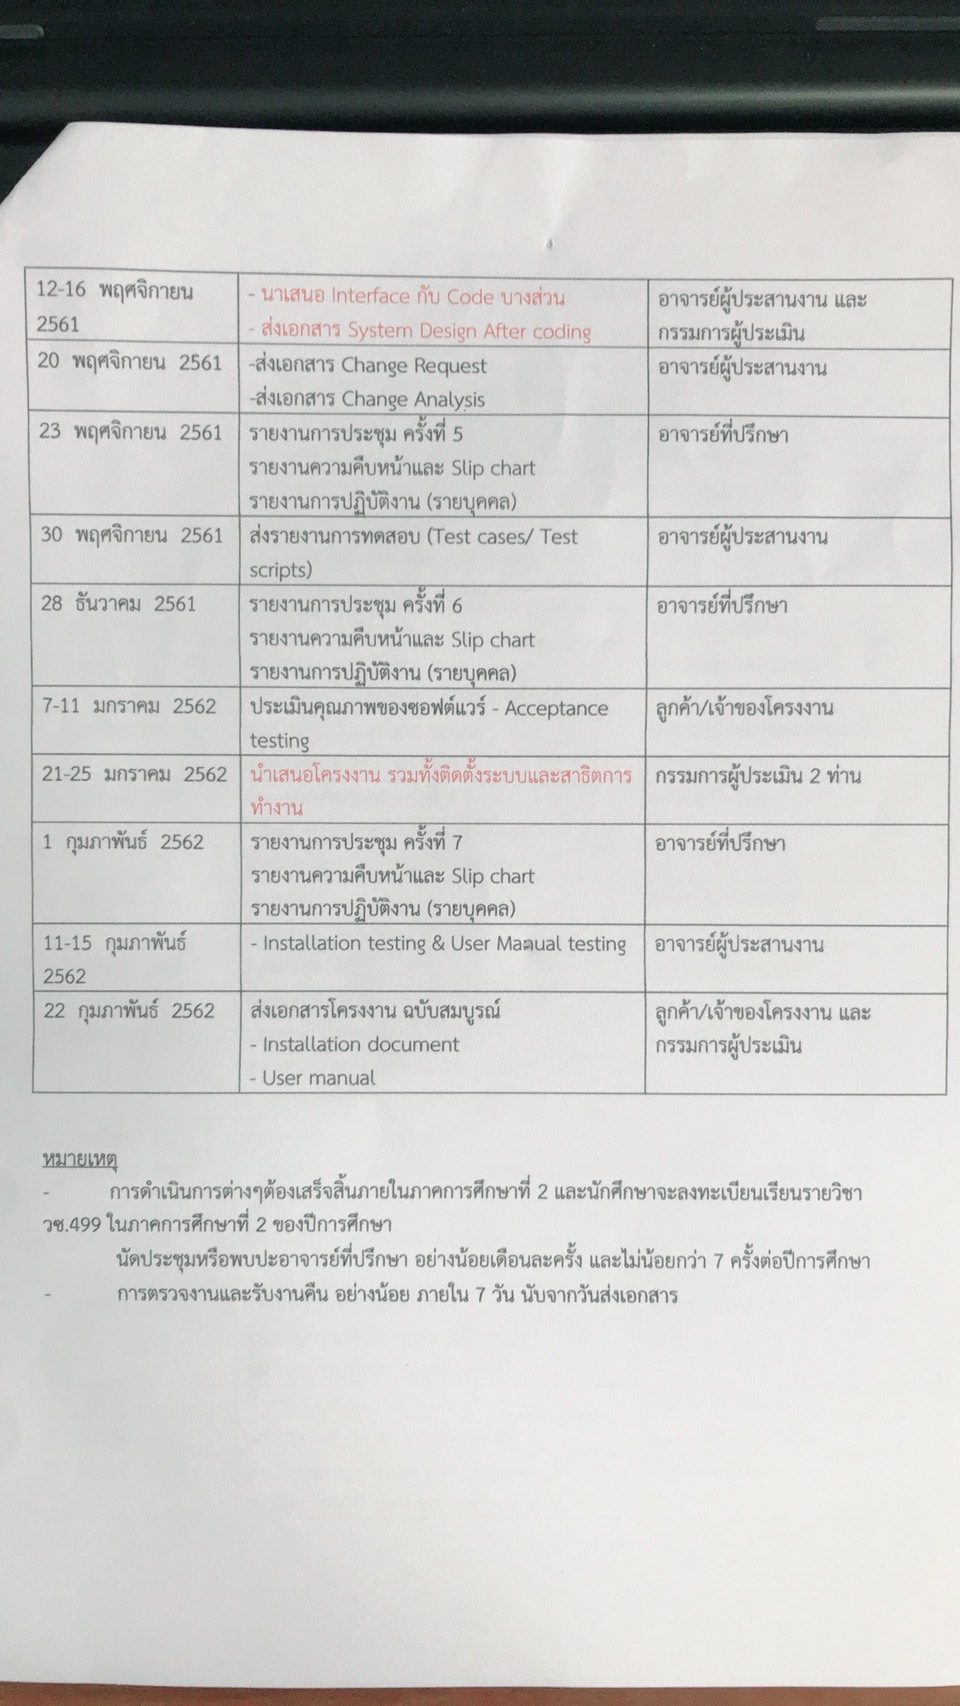 12-16 พฤศจิกายน
2561
- นาเสนอ Interface กับ Code บางส่วน
- ส่งเอกสาร System Design After coding
อาจารย์ผู้ประสานงาน และ
กรรมการผู้ประเมิน
20 พฤศจิกายน 2561
-ส่งเอกสาร Change Request
-ส่งเอกสาร Change Analysis
อาจารย์ผู้ประสานงาน
23 พฤศจิกายน 2561
รายงานการประชุม ครั้งที่ 5
รายงานความคืบหน้าและ Slip chart
รายงานการปฏิบัติงาน (รายบุคคล)
อาจารย์ที่ปรึกษา
30 พฤศจิกายน 2561
ส่งรายงานการทดสอบ (Test cases/ Test
scripts)
อาจารย์ผู้ประสานงาน
28 ธันวาคม 2561
รายงานการประชุม ครั้งที่ 6
รายงานความคืบหน้าและ Slip chart
รายงานการปฏิบัติงาน (รายบุคคล)
อาจารย์ที่ปรึกษา
7-11 มกราคม 2562
ประเมินคุณภาพของซอฟต์แวร์ - Acceptance
testing
ลูกค้า/เจ้าของโครงงาน
21-25 มกราคม 2562
นำเสนอโครงงาน รวมทั้งติดตั้งระบบและสาธิตการ
ทำงาน
กรรมการผู้ประเมิน 2 ท่าน
1 กุมภาพันธ์ 2562
รายงานการประชุม ครั้งที่ 7
รายงานความคืบหน้าและ Slip chart
รายงานการปฏิบัติงาน (รายบุคคล)
อาจารย์ที่ปรึกษา
11-15 กุมภาพันธ์
2562
- Installation testing & User Manual testing
อาจารย์ผู้ประสานงาน
22 กุมภาพันธ์ 2562
ส่งเอกสารโครงงาน ฉบับสมบูรณ์
- Installation document
- User manual
ลูกค้า/เจ้าของโครงงาน และ
กรรมการผู้ประเมิน
หมายเหตุ
- การดำเนินการต่างๆต้องเสร็จสิ้นภายในภาคการศึกษาที่ 2 และนักศึกษาจะลงทะเบียนเรียนรายวิชา
วซ.499 ในภาคการศึกษาที่ 2 ของปีการศึกษา
นัดประชุมหรือพบปะอาจารย์ที่ปรึกษา อย่างน้อยเดือนละครั้ง และไม่น้อยกว่า 7 ครั้งต่อปีการศึกษา
- การตรวจงานและรับงานคืน อย่างน้อย ภายใน 7 วัน นับจากวันส่งเอกสาร